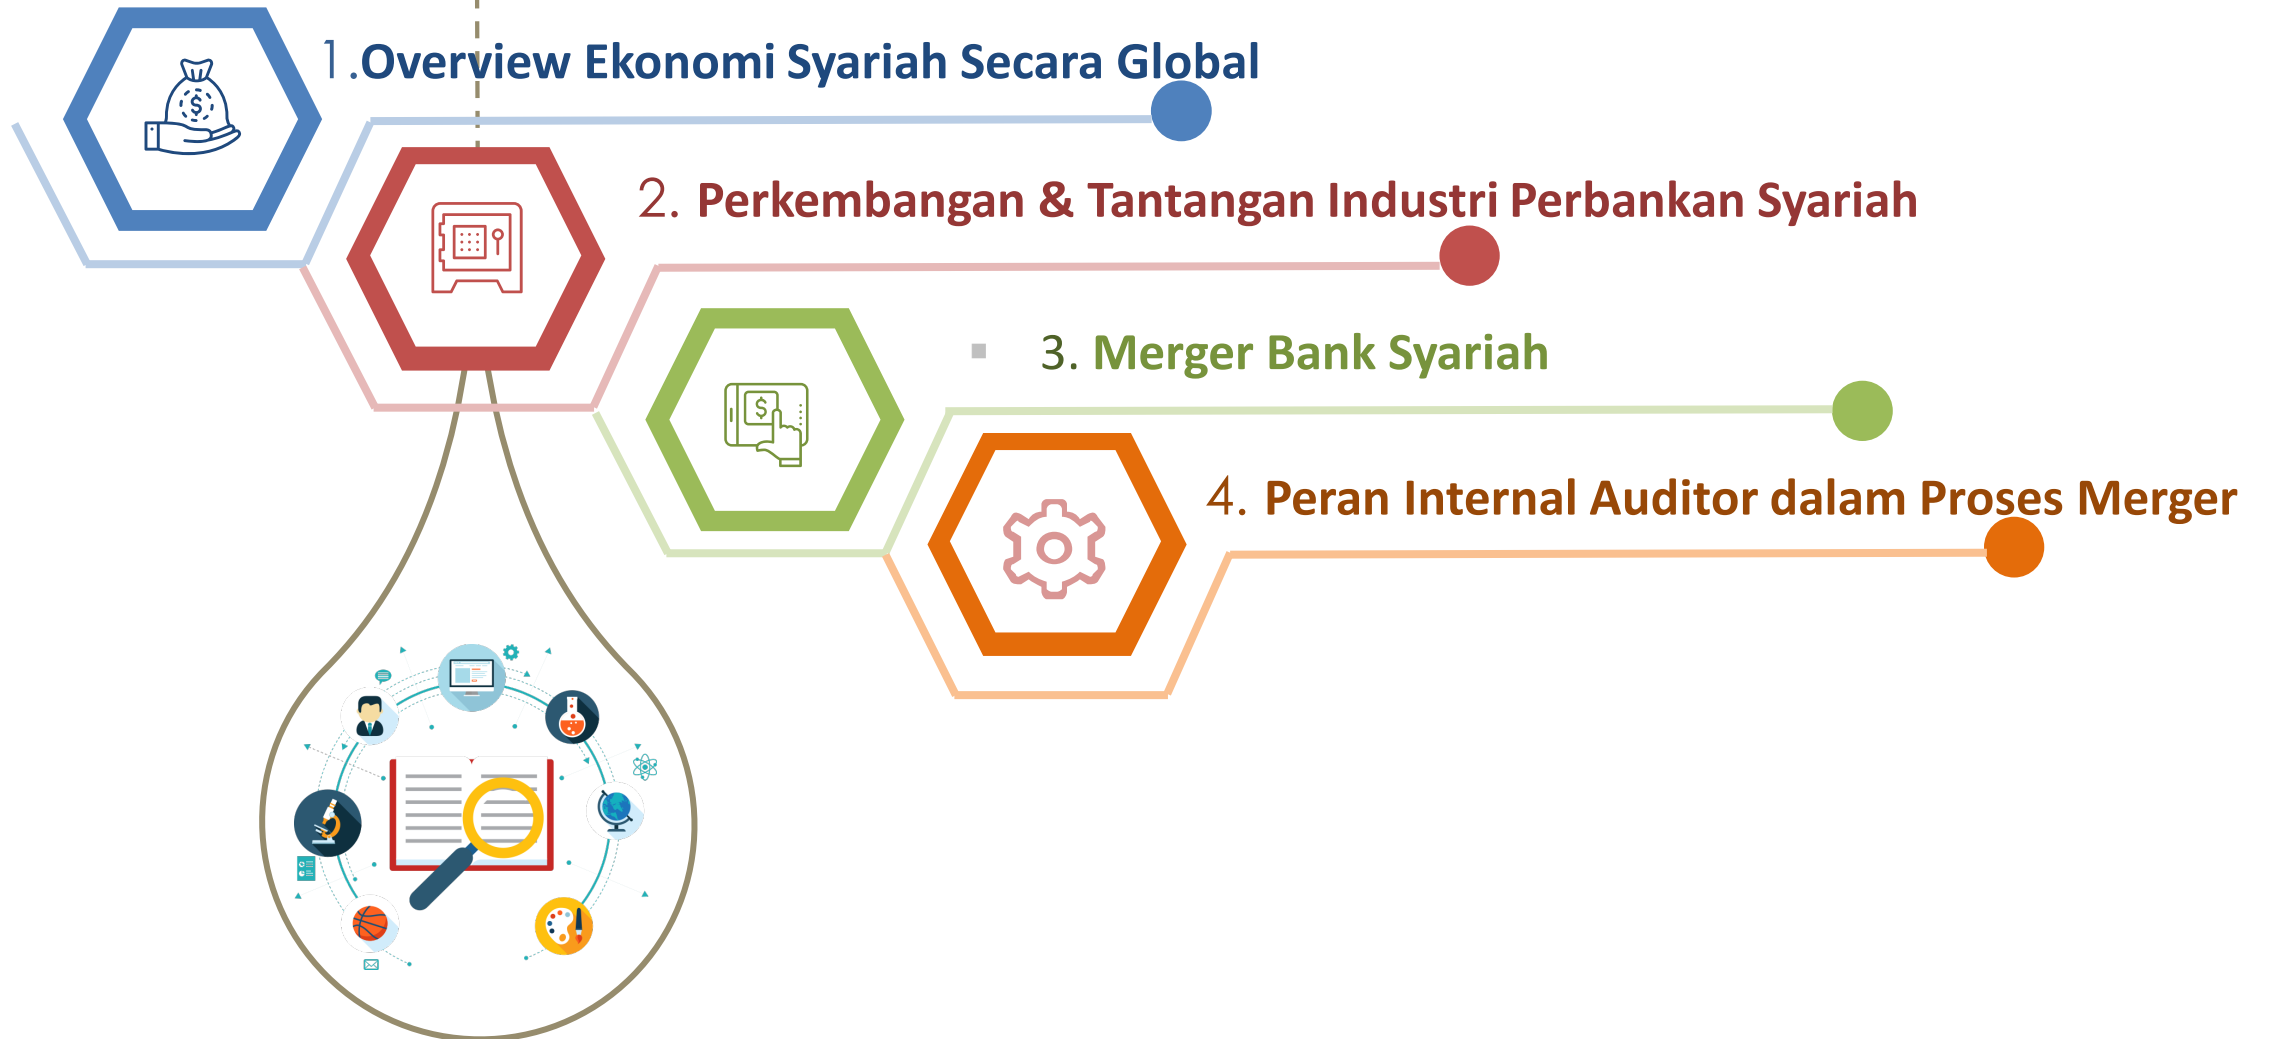 1.Overview Ekonomi Syariah Secara Global
2. Perkembangan & Tantangan Industri Perbankan Syariah
▪ 3. Merger Bank Syariah
4. Peran Internal Auditor dalam Proses Merger